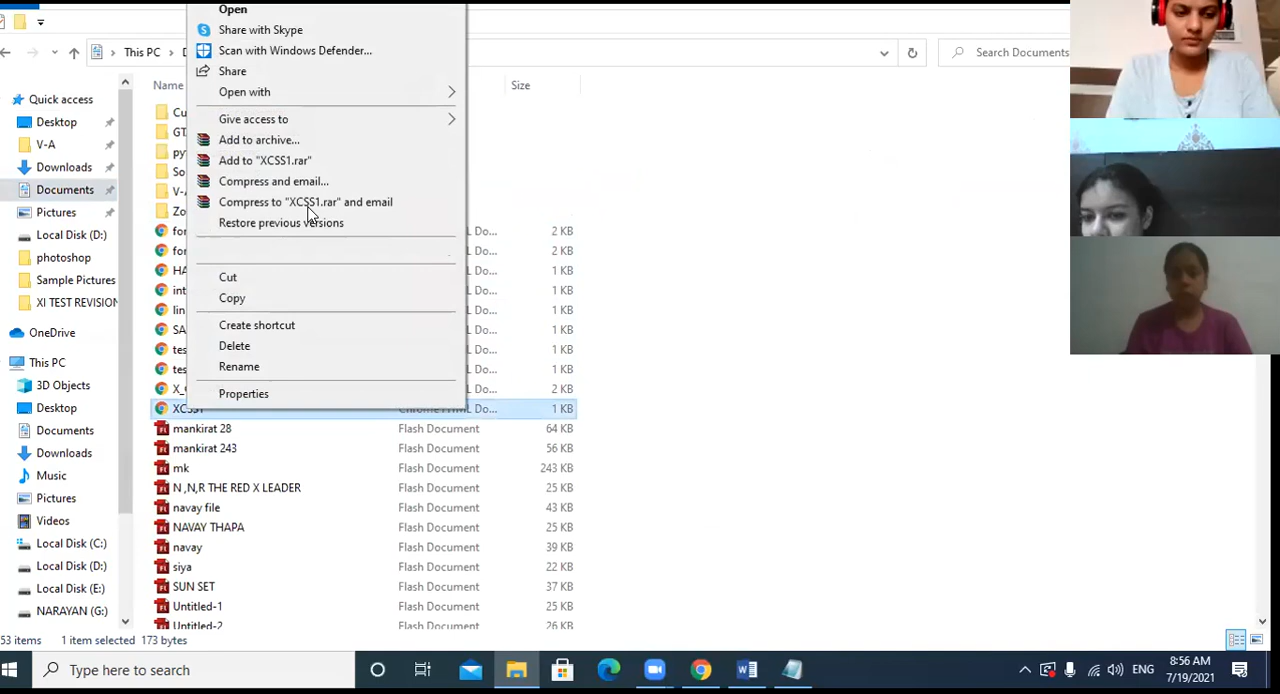 Open
Share with Skype
Scan with Windows Defender...
Share
Open with
Give access to
Add to archive...
Add to "XCSS1.rar"
Compress and email...
Compress to "XCSS1.rar" and email
Restore previous versions
Cut
Copy
Create shortcut
Delete
Rename
Properties
This PC
Search Documents
Name
Size
Quick access
Desktop
V-A
Downloads
Documents
Pictures
Local Disk (D:)
photoshop
Sample Pictures
XI TEST REVISION
OneDrive
This PC
3D Objects
Desktop
Documents
Downloads
Music
Pictures
Videos
Local Disk (C:)
Local Disk (D:)
Local Disk (E:)
NARAYAN (G:)
L Do... 2 KB
L Do... 2 KB
L Do... 1 KB
L Do... 1 KB
L Do... 1 KB
L Do... 1 KB
L Do... 1 KB
L Do... 1 KB
L Do... 2 KB
XCSS1 Chrome HTML Do... 1 KB
mankirat 28 Flash Document 64 KB
mankirat 243 Flash Document 56 KB
mk Flash Document 243 KB
N ,N,R THE RED X LEADER Flash Document 25 KB
navay file Flash Document 43 KB
NAVAY THAPA Flash Document 25 KB
navay Flash Document 39 KB
siya Flash Document 22 KB
SUN SET Flash Document 37 KB
Untitled-1 Flash Document 25 KB
Untitled-2 Flash Document 26 KB
53 items 1 item selected 173 bytes
Type here to search
ENG
8:56 AM
7/19/2021